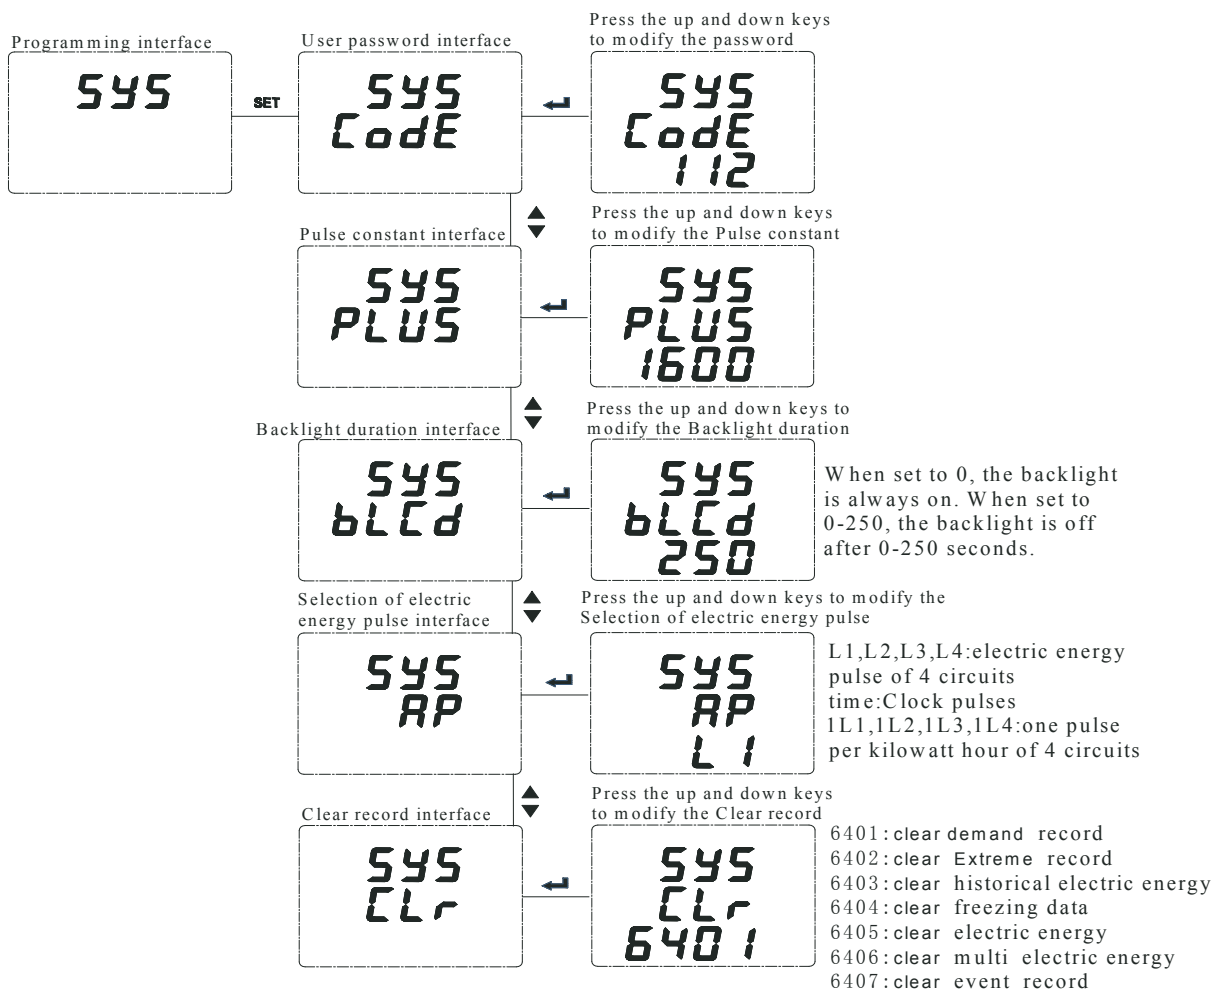 Programming interface
SYS
SET
User password interface
SYS
CodE
Press the up and down keys
to modify the password
SYS
CodE
112
Pulse constant interface
SYS
PLUS
Press the up and down keys
to modify the Pulse constant
SYS
PLUS
1600
Backlight duration interface
SYS
bLCd
Press the up and down keys to
modify the Backlight duration
SYS
bLCd
250
When set to 0, the backlight
is always on. When set to
0-250, the backlight is off
after 0-250 seconds.
Selection of electric
energy pulse interface
SYS
AP
Press the up and down keys to modify the
Selection of electric energy pulse
SYS
AP
L1
L1,L2,L3,L4:electric energy
pulse of 4 circuits
time:Clock pulses
1L1,1L2,1L3,1L4:one pulse
per kilowatt hour of 4 circuits
Clear record interface
SYS
CLr
Press the up and down keys
to modify the Clear record
SYS
CLr
6401
6401:clear demand record
6402:clear Extreme record
6403:clear historical electric energy
6404:clear freezing data
6405:clear electric energy
6406:clear multi electric energy
6407:clear event record